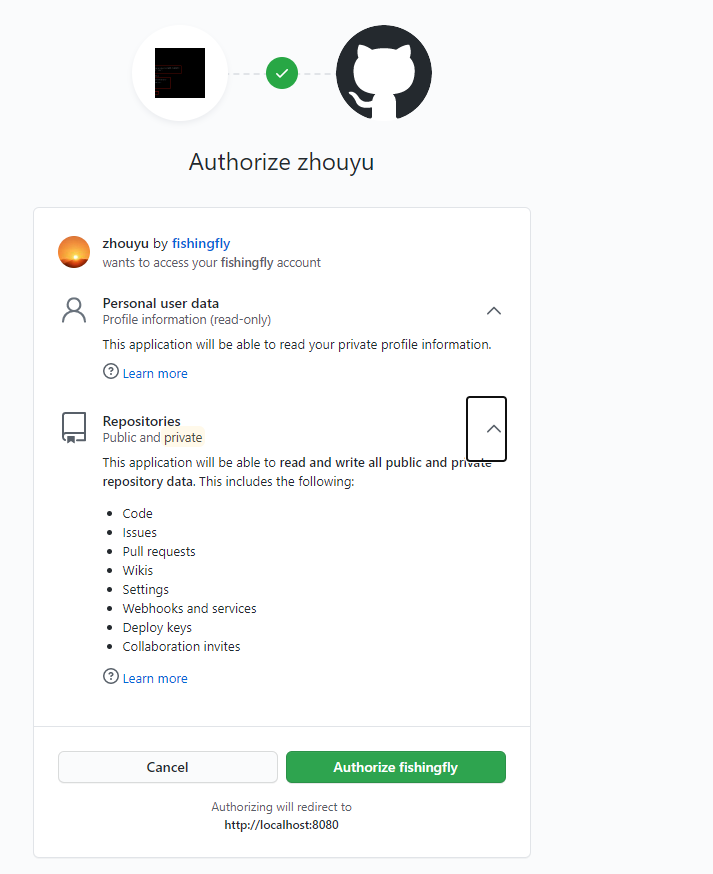 Authorize zhouyu
zhouyu by fishingfly
wants to access your fishingfly account
Personal user data
Profile information (read-only)
This application will be able to read your private profile information.
Learn more
Repositories
Public and private
This application will be able to read and write all public and private
repository data. This includes the following:
Code
Issues
Pull requests
Wikis
Settings
Webhooks and services
Deploy keys
Collaboration invites
Learn more
Cancel
Authorize fishingfly
Authorizing will redirect to
http://localhost:8080